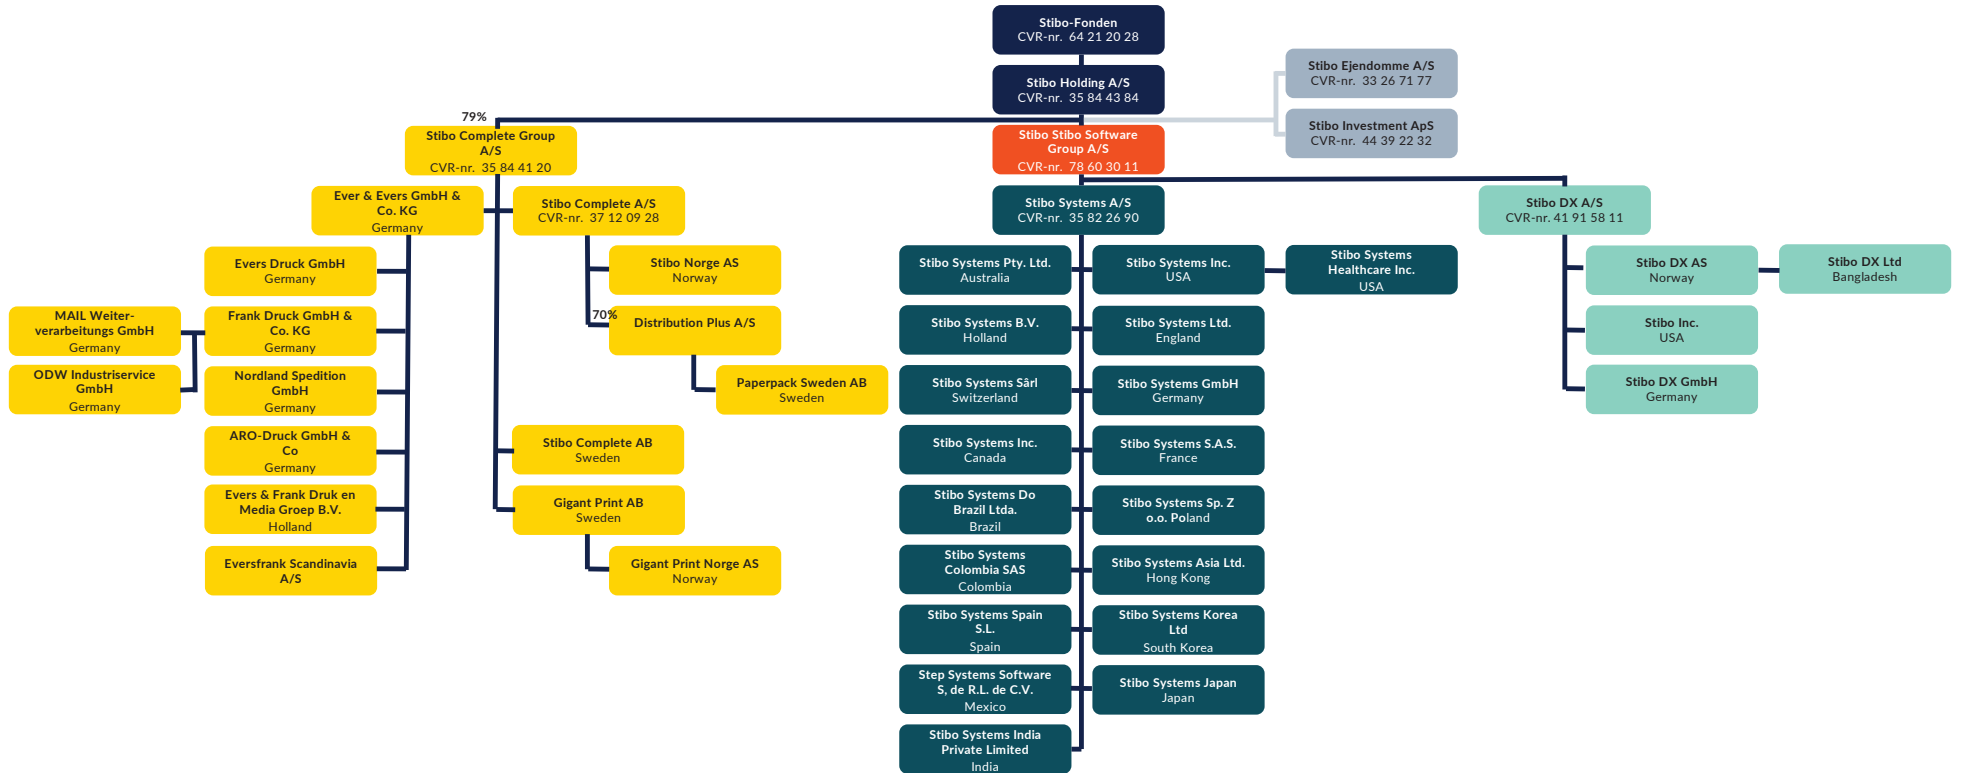 Stibo-Fonden
CVR-nr. 64 21 20 28
Stibo Holding A/S
CVR-nr. 35 84 43 84
Stibo Ejendomme A/S
CVR-nr. 33 26 71 77
Stibo Investment ApS
CVR-nr. 44 39 22 32
79%
Stibo Complete Group
A/S
CVR-nr. 35 84 41 20
Stibo Stibo Software
Group A/S
CVR-nr. 78 60 30 11
Ever & Evers GmbH &
Co. KG
Germany
Stibo Complete A/S
CVR-nr. 37 12 09 28
Stibo Systems A/S
CVR-nr. 35 82 26 90
Stibo DX A/S
CVR-nr. 41 91 58 11
Evers Druck GmbH
Germany
MAIL Weiter-
verarbeitungs GmbH
Germany
Frank Druck GmbH &
Co. KG
Germany
ODW Industriservice
GmbH
Germany
Nordland Spedition
GmbH
Germany
ARO-Druck GmbH &
Co
Germany
Evers & Frank Druk en
Media Groep B.V.
Holland
Eversfrank Scandinavia
A/S
Stibo Norge AS
Norway
70%
Distribution Plus A/S
Paperpack Sweden AB
Sweden
Stibo Complete AB
Sweden
Gigant Print AB
Sweden
Gigant Print Norge AS
Norway
Stibo Systems Pty. Ltd.
Australia
Stibo Systems Inc.
USA
Stibo Systems
Healthcare Inc.
USA
Stibo Systems B.V.
Holland
Stibo Systems Ltd.
England
Stibo Systems Sârl
Switzerland
Stibo Systems GmbH
Germany
Stibo Systems Inc.
Canada
Stibo Systems S.A.S.
France
Stibo Systems Do
Brazil Ltda.
Brazil
Stibo Systems Sp. Z
o.o. Poland
Stibo Systems
Colombia SAS
Colombia
Stibo Systems Asia Ltd.
Hong Kong
Stibo Systems Spain
S.L.
Spain
Stibo Systems Korea
Ltd
South Korea
Step Systems Software
S, de R.L. de C.V.
Mexico
Stibo Systems Japan
Japan
Stibo Systems India
Private Limited
India
Stibo DX AS
Norway
Stibo DX Ltd
Bangladesh
Stibo Inc.
USA
Stibo DX GmbH
Germany